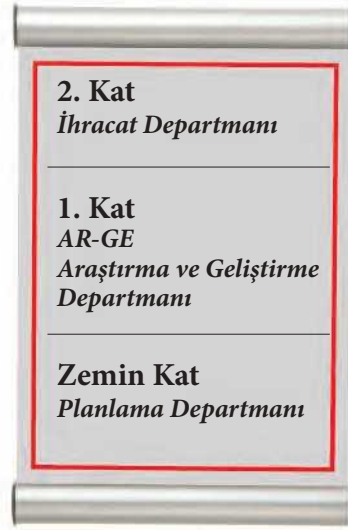 2. Kat
İhracat Departmanı
1. Kat
AR-GE
Araştırma ve Geliştirme
Departmanı
Zemin Kat
Planlama Departmanı